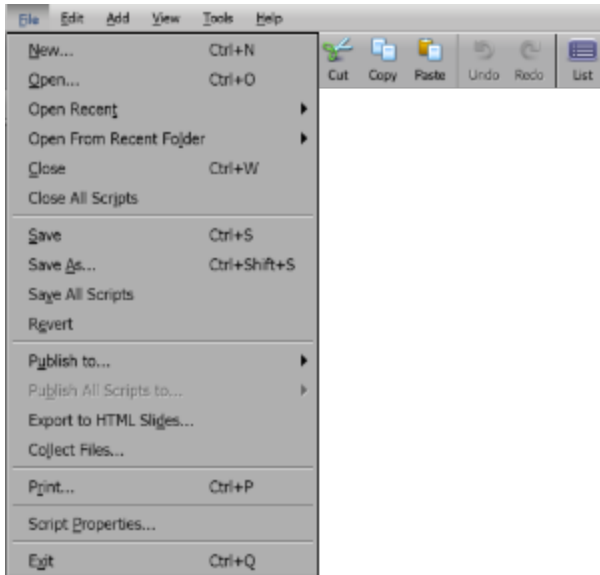 File Edit Add View Tools Help
New... Ctrl+N
Open... Ctrl+O
Open Recent
Open From Recent Folder
Close Ctrl+W
Close All Scripts
Save Ctrl+S
Save As... Ctrl+Shift+S
Save All Scripts
Revert
Publish to...
Publish All Scripts to...
Export to HTML Slides...
Collect Files...
Print... Ctrl+P
Script Properties...
Exit Ctrl+Q
Cut Copy Paste Undo Redo List